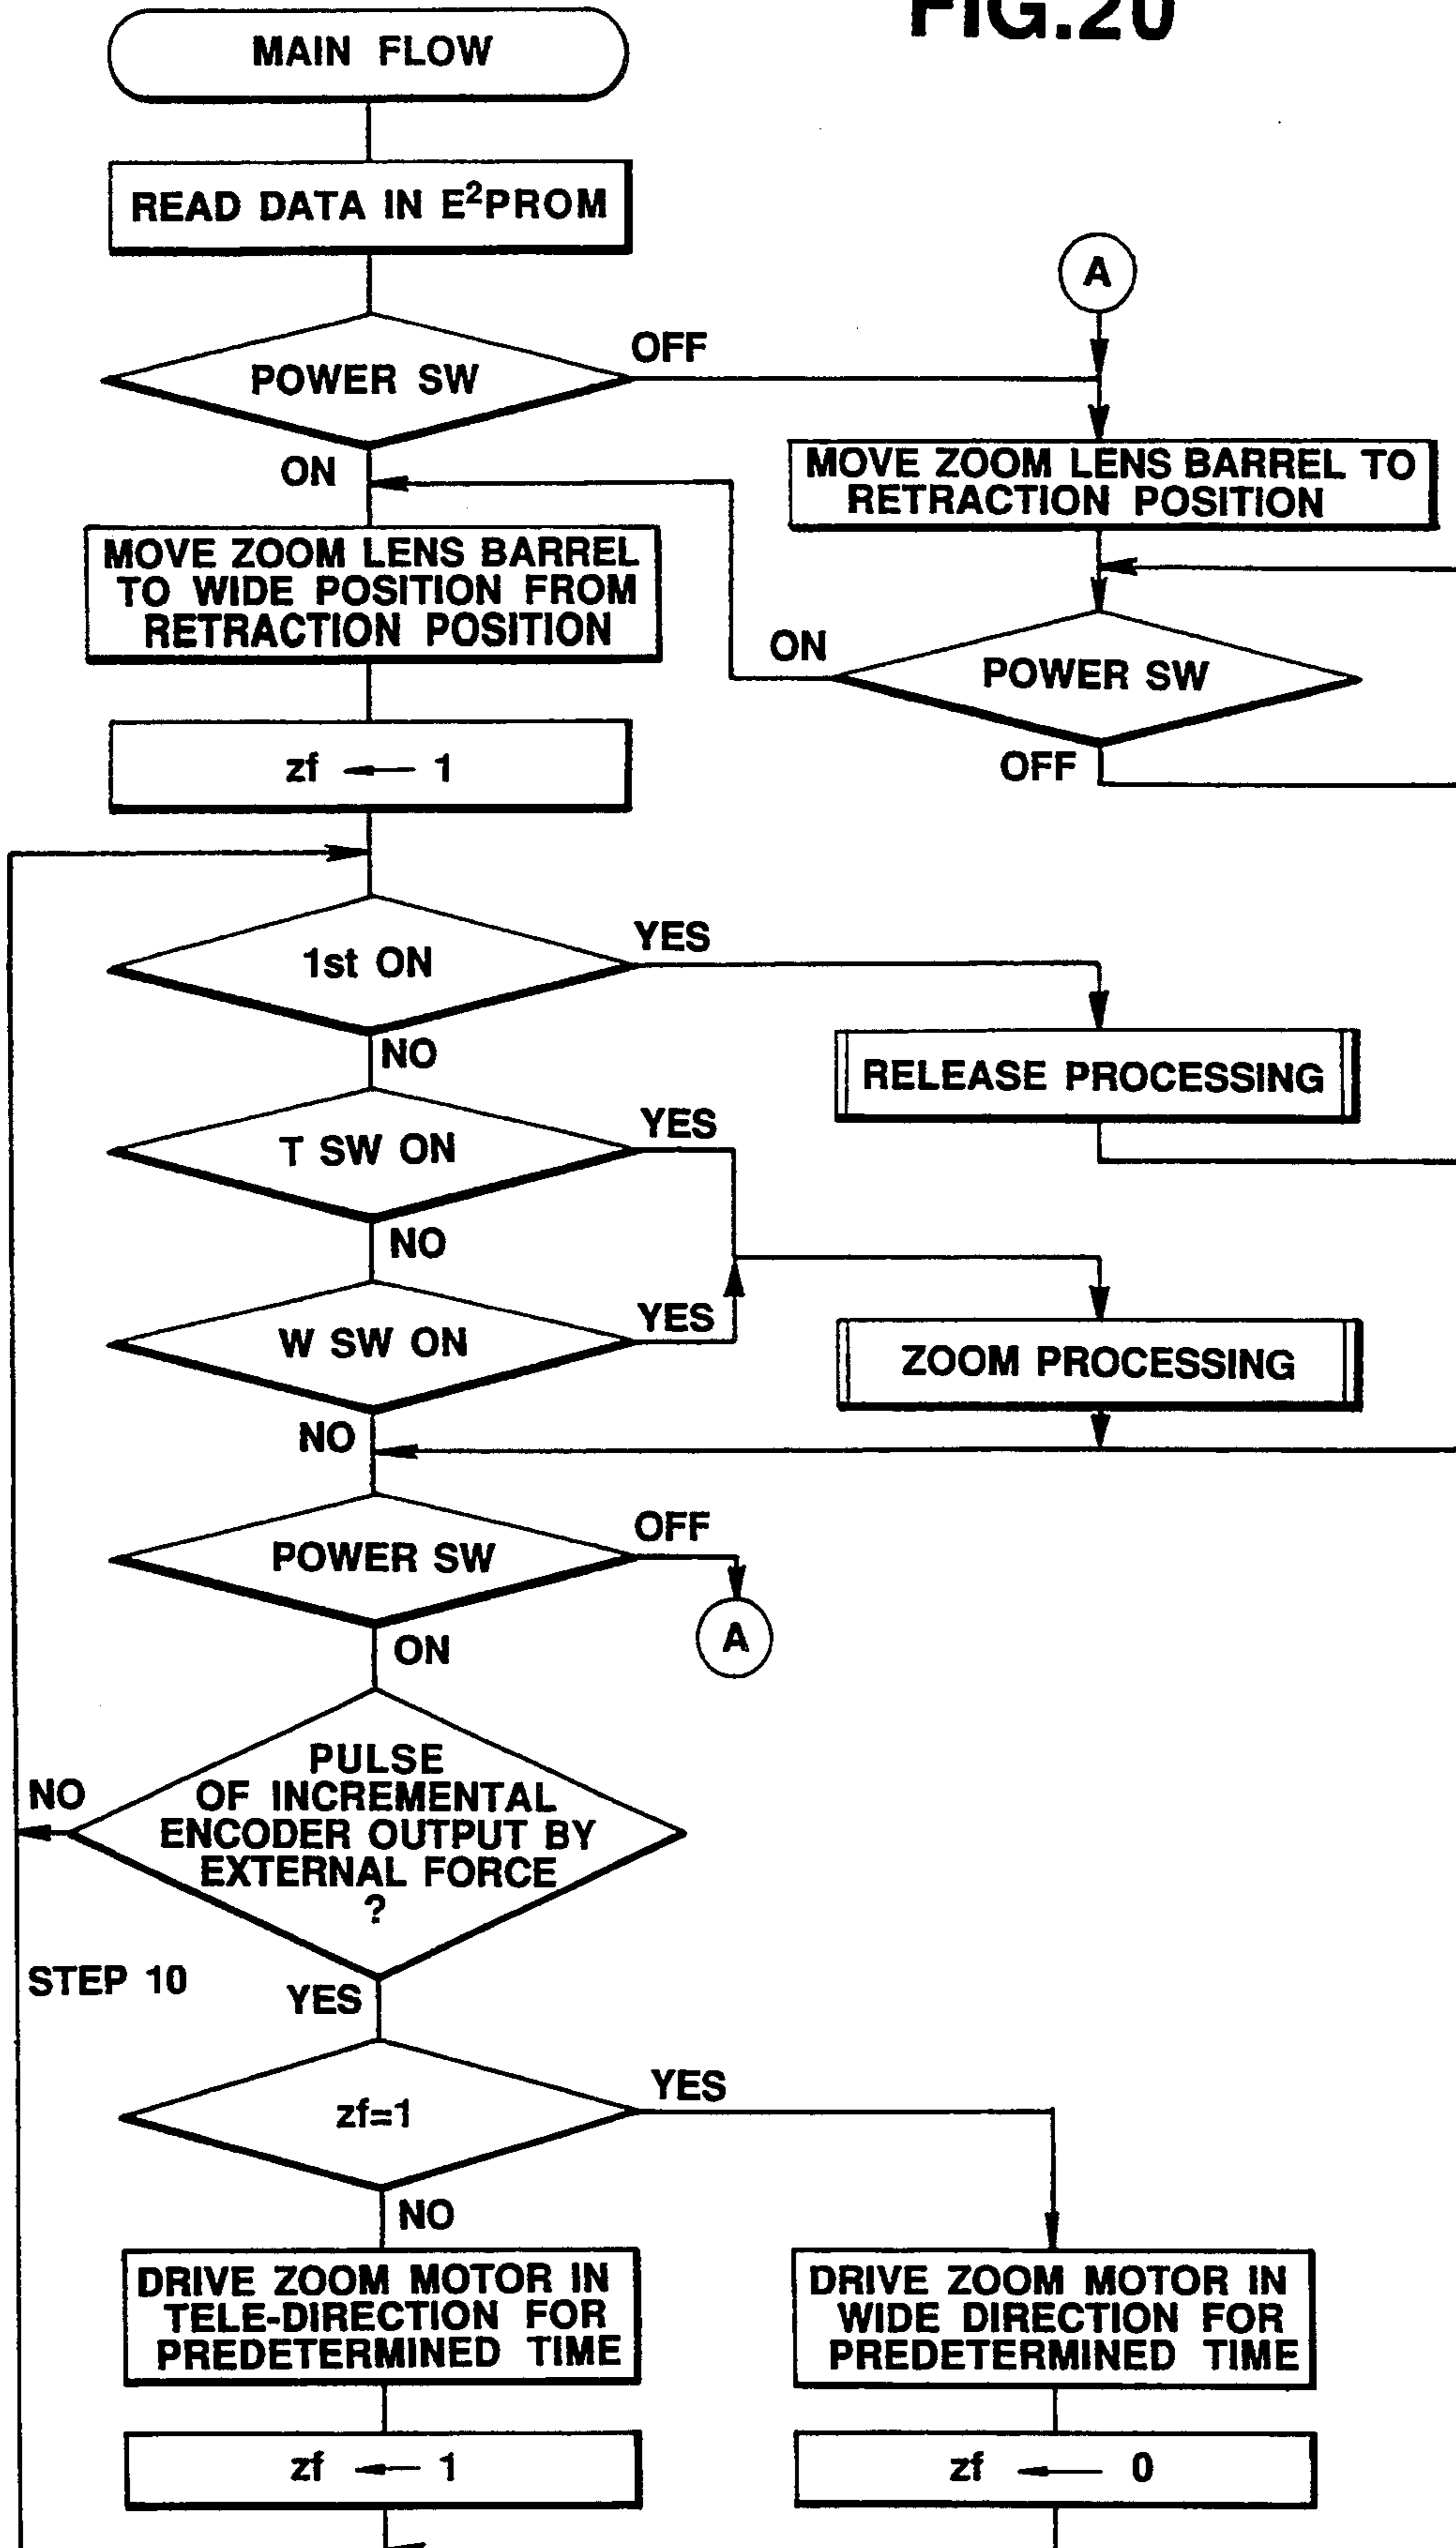 FIG.20
MAIN FLOW
READ DATA IN E²PROM
A
POWER SW
OFF
ON
MOVE ZOOM LENS BARREL TO
RETRACTION POSITION
MOVE ZOOM LENS BARREL
TO WIDE POSITION FROM
RETRACTION POSITION
ON
POWER SW
OFF
zf ← 1
1st ON
YES
NO
RELEASE PROCESSING
T SW ON
YES
NO
W SW ON
YES
ZOOM PROCESSING
NO
POWER SW
OFF
A
ON
PULSE
OF INCREMENTAL
ENCODER OUTPUT BY
EXTERNAL FORCE
?
NO
STEP 10
YES
zf=1
YES
NO
DRIVE ZOOM MOTOR IN
TELE-DIRECTION FOR
PREDETERMINED TIME
DRIVE ZOOM MOTOR IN
WIDE DIRECTION FOR
PREDETERMINED TIME
zf ← 1
zf ← 0